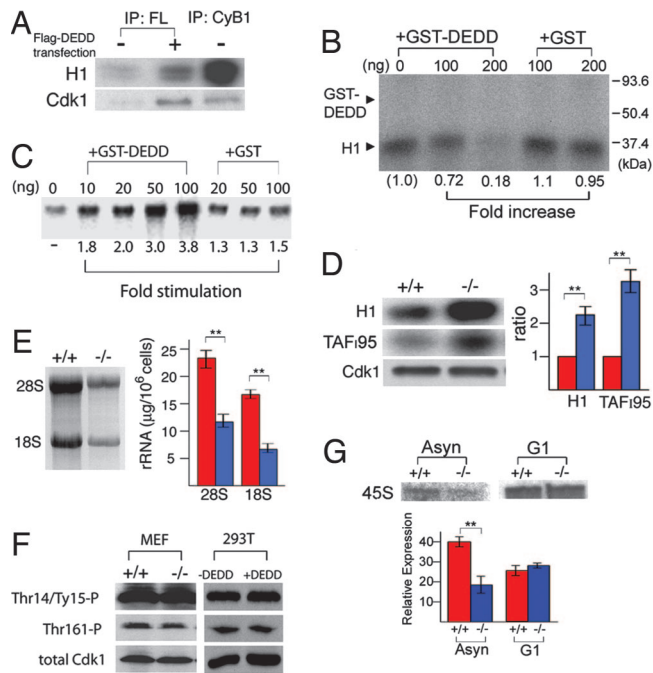 A
IP: FL IP: CyB1
Flag-DEDD transfection - + -
H1
Cdk1
B
+GST-DEDD +GST
(ng) 0 100 200 100 200
GST-DEDD
H1
93.6
50.4
37.4
(kDa)
(1.0) 0.72 0.18 1.1 0.95
Fold increase
C
+GST-DEDD +GST
(ng) 0 10 20 50 100 20 50 100
- 1.8 2.0 3.0 3.8 1.3 1.3 1.5
Fold stimulation
D
+/+ -/-
H1
TAFI95
Cdk1
ratio
3
2
1
** **
H1 TAFI95
E
+/+ -/-
28S
18S
rRNA (μg/10⁶ cells)
25
20
15
10
5
** **
28S 18S
F
MEF 293T
+/+ -/- -DEDD +DEDD
Thr14/Ty15-P
Thr161-P
total Cdk1
G
Asyn G1
+/+ -/- +/+ -/-
45S
Relative Expression
40
30
20
10
**
+/+ -/- +/+ -/-
Asyn G1